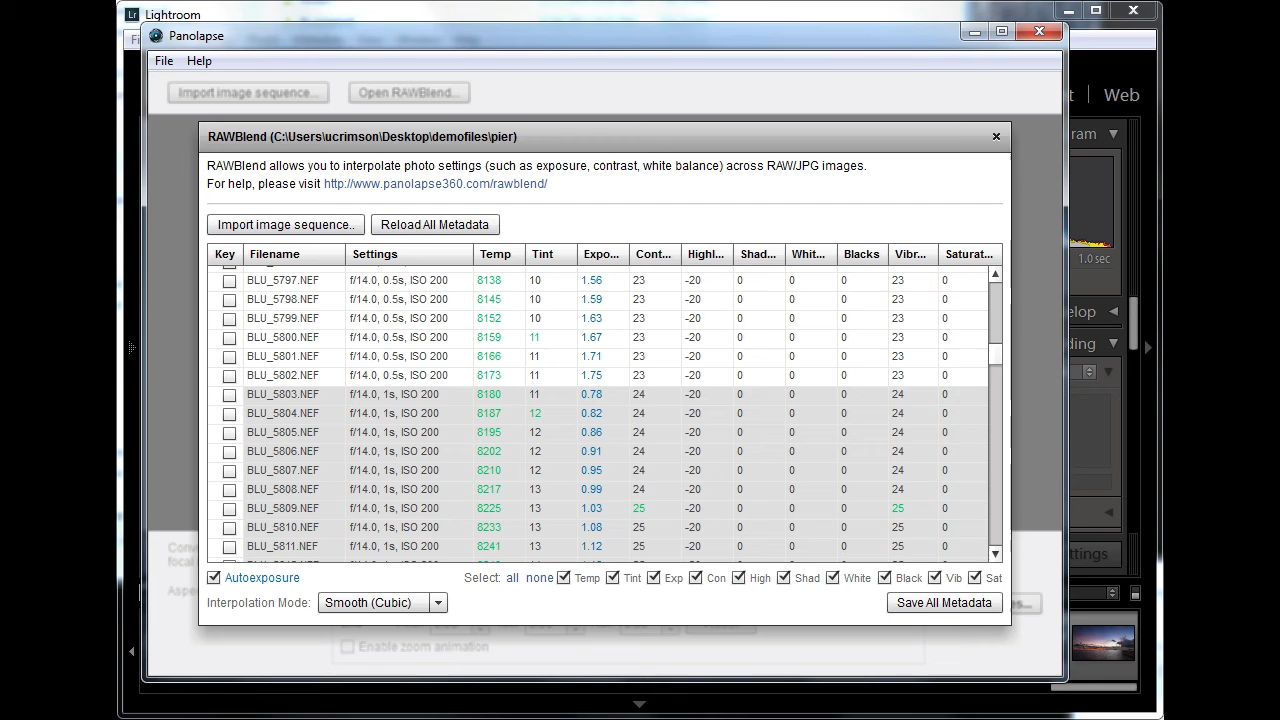 Lr Lightroom
Panolapse
File Help
Import image sequence... Open RAWBlend...
Web
RAWBlend (C:\Users\ucrimson\Desktop\demofiles\pier)
RAWBlend allows you to interpolate photo settings (such as exposure, contrast, white balance) across RAW/JPG images.
For help, please visit http://www.panolapse360.com/rawblend/
1.0 sec
Import image sequence.. Reload All Metadata
Key Filename Settings Temp Tint Expo... Cont... Highl... Shad... Whit... Blacks Vibr... Saturat...
BLU_5797.NEF f/14.0, 0.5s, ISO 200 8138 10 1.56 23 -20 0 0 0 23 0
BLU_5798.NEF f/14.0, 0.5s, ISO 200 8145 10 1.59 23 -20 0 0 0 23 0
BLU_5799.NEF f/14.0, 0.5s, ISO 200 8152 10 1.63 23 -20 0 0 0 23 0
BLU_5800.NEF f/14.0, 0.5s, ISO 200 8159 11 1.67 23 -20 0 0 0 23 0
BLU_5801.NEF f/14.0, 0.5s, ISO 200 8166 11 1.71 23 -20 0 0 0 23 0
BLU_5802.NEF f/14.0, 0.5s, ISO 200 8173 11 1.75 23 -20 0 0 0 23 0
BLU_5803.NEF f/14.0, 1s, ISO 200 8180 11 0.78 24 -20 0 0 0 24 0
BLU_5804.NEF f/14.0, 1s, ISO 200 8187 12 0.82 24 -20 0 0 0 24 0
BLU_5805.NEF f/14.0, 1s, ISO 200 8195 12 0.86 24 -20 0 0 0 24 0
BLU_5806.NEF f/14.0, 1s, ISO 200 8202 12 0.91 24 -20 0 0 0 24 0
BLU_5807.NEF f/14.0, 1s, ISO 200 8210 12 0.95 24 -20 0 0 0 24 0
BLU_5808.NEF f/14.0, 1s, ISO 200 8217 13 0.99 24 -20 0 0 0 24 0
BLU_5809.NEF f/14.0, 1s, ISO 200 8225 13 1.03 25 -20 0 0 0 25 0
BLU_5810.NEF f/14.0, 1s, ISO 200 8233 13 1.08 25 -20 0 0 0 25 0
BLU_5811.NEF f/14.0, 1s, ISO 200 8241 13 1.12 25 -20 0 0 0 25 0
Autoexposure Select: all none Temp Tint Exp Con High Shad White Black Vib Sat
Interpolation Mode: Smooth (Cubic) Save All Metadata
Enable zoom animation